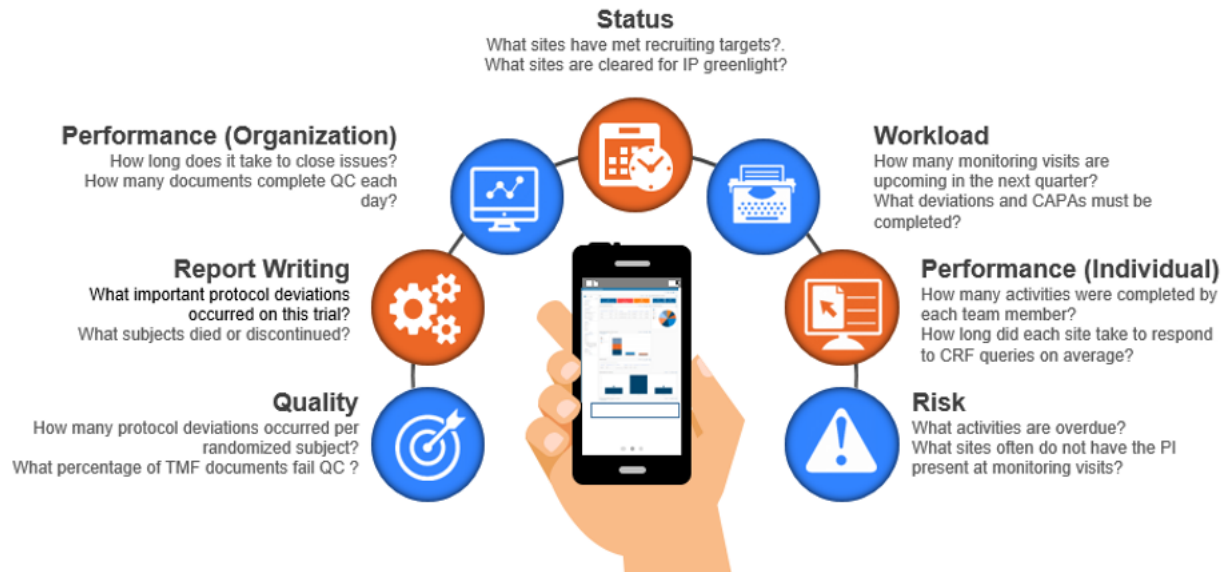 Status
What sites have met recruiting targets?.
What sites are cleared for IP greenlight?
Performance (Organization)
How long does it take to close issues?
How many documents complete QC each
day?
Workload
How many monitoring visits are
upcoming in the next quarter?
What deviations and CAPAs must be
completed?
Report Writing
What important protocol deviations
occurred on this trial?
What subjects died or discontinued?
Performance (Individual)
How many activities were completed by
each team member?
How long did each site take to respond
to CRF queries on average?
Quality
How many protocol deviations occurred per
randomized subject?
What percentage of TMF documents fail QC ?
Risk
What activities are overdue?
What sites often do not have the PI
present at monitoring visits?